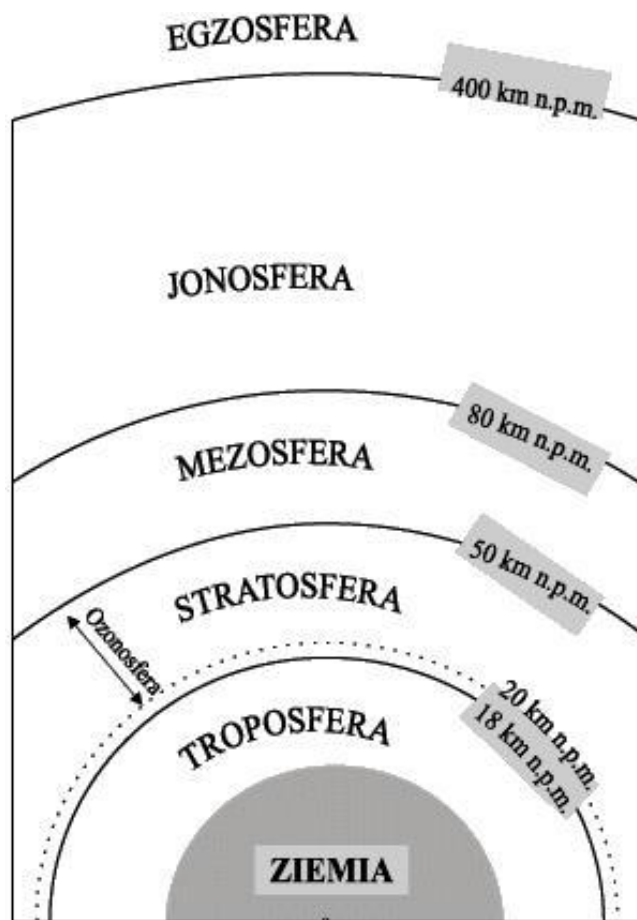 EGZOSFERA
400 km n.p.m.
JONOSFERA
80 km n.p.m.
MEZOSFERA
50 km n.p.m.
STRATOSFERA
Ozonosfera
20 km n.p.m.
18 km n.p.m.
TROPOSFERA
ZIEMIA